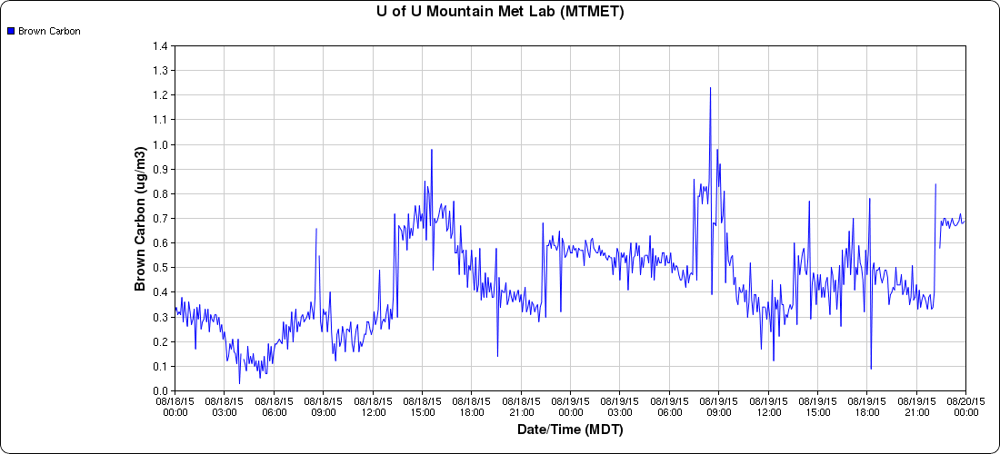 U of U Mountain Met Lab (MTMET)
Brown Carbon
Brown Carbon (ug/m3)
1.4
1.3
1.2
1.1
1.0
0.9
0.8
0.7
0.6
0.5
0.4
0.3
0.2
0.1
0.0
08/18/15 08/18/15 08/18/15 08/18/15 08/18/15 08/18/15 08/18/15 08/18/15 08/19/15 08/19/15 08/19/15 08/19/15 08/19/15 08/19/15 08/19/15 08/19/15 08/20/15
00:00 03:00 06:00 09:00 12:00 15:00 18:00 21:00 00:00 03:00 06:00 09:00 12:00 15:00 18:00 21:00 00:00
Date/Time (MDT)